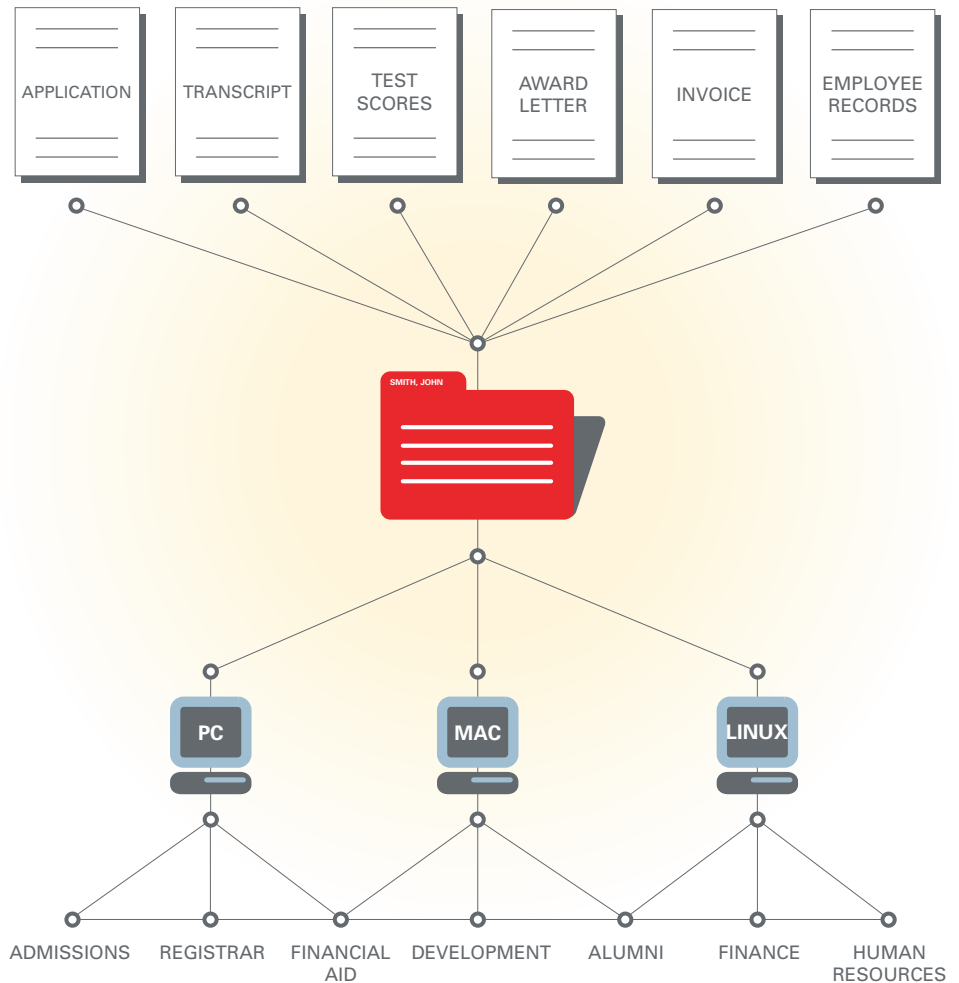 APPLICATION
TRANSCRIPT
TEST
SCORES
AWARD
LETTER
INVOICE
EMPLOYEE
RECORDS
SMITH, JOHN
PC
MAC
LINUX
ADMISSIONS
REGISTRAR
FINANCIAL
AID
DEVELOPMENT
ALUMNI
FINANCE
HUMAN
RESOURCES